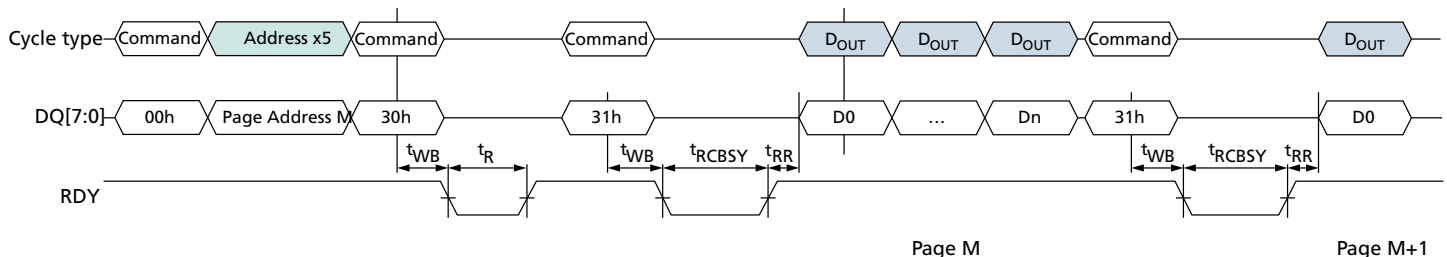 Cycle type Command Address x5 Command Command DOUT DOUT DOUT Command DOUT
DQ[7:0] 00h Page Address M 30h 31h D0 … Dn 31h D0
tWB tR tWB tRCBSY tRR tWB tRCBSY tRR
RDY
Page M Page M+1